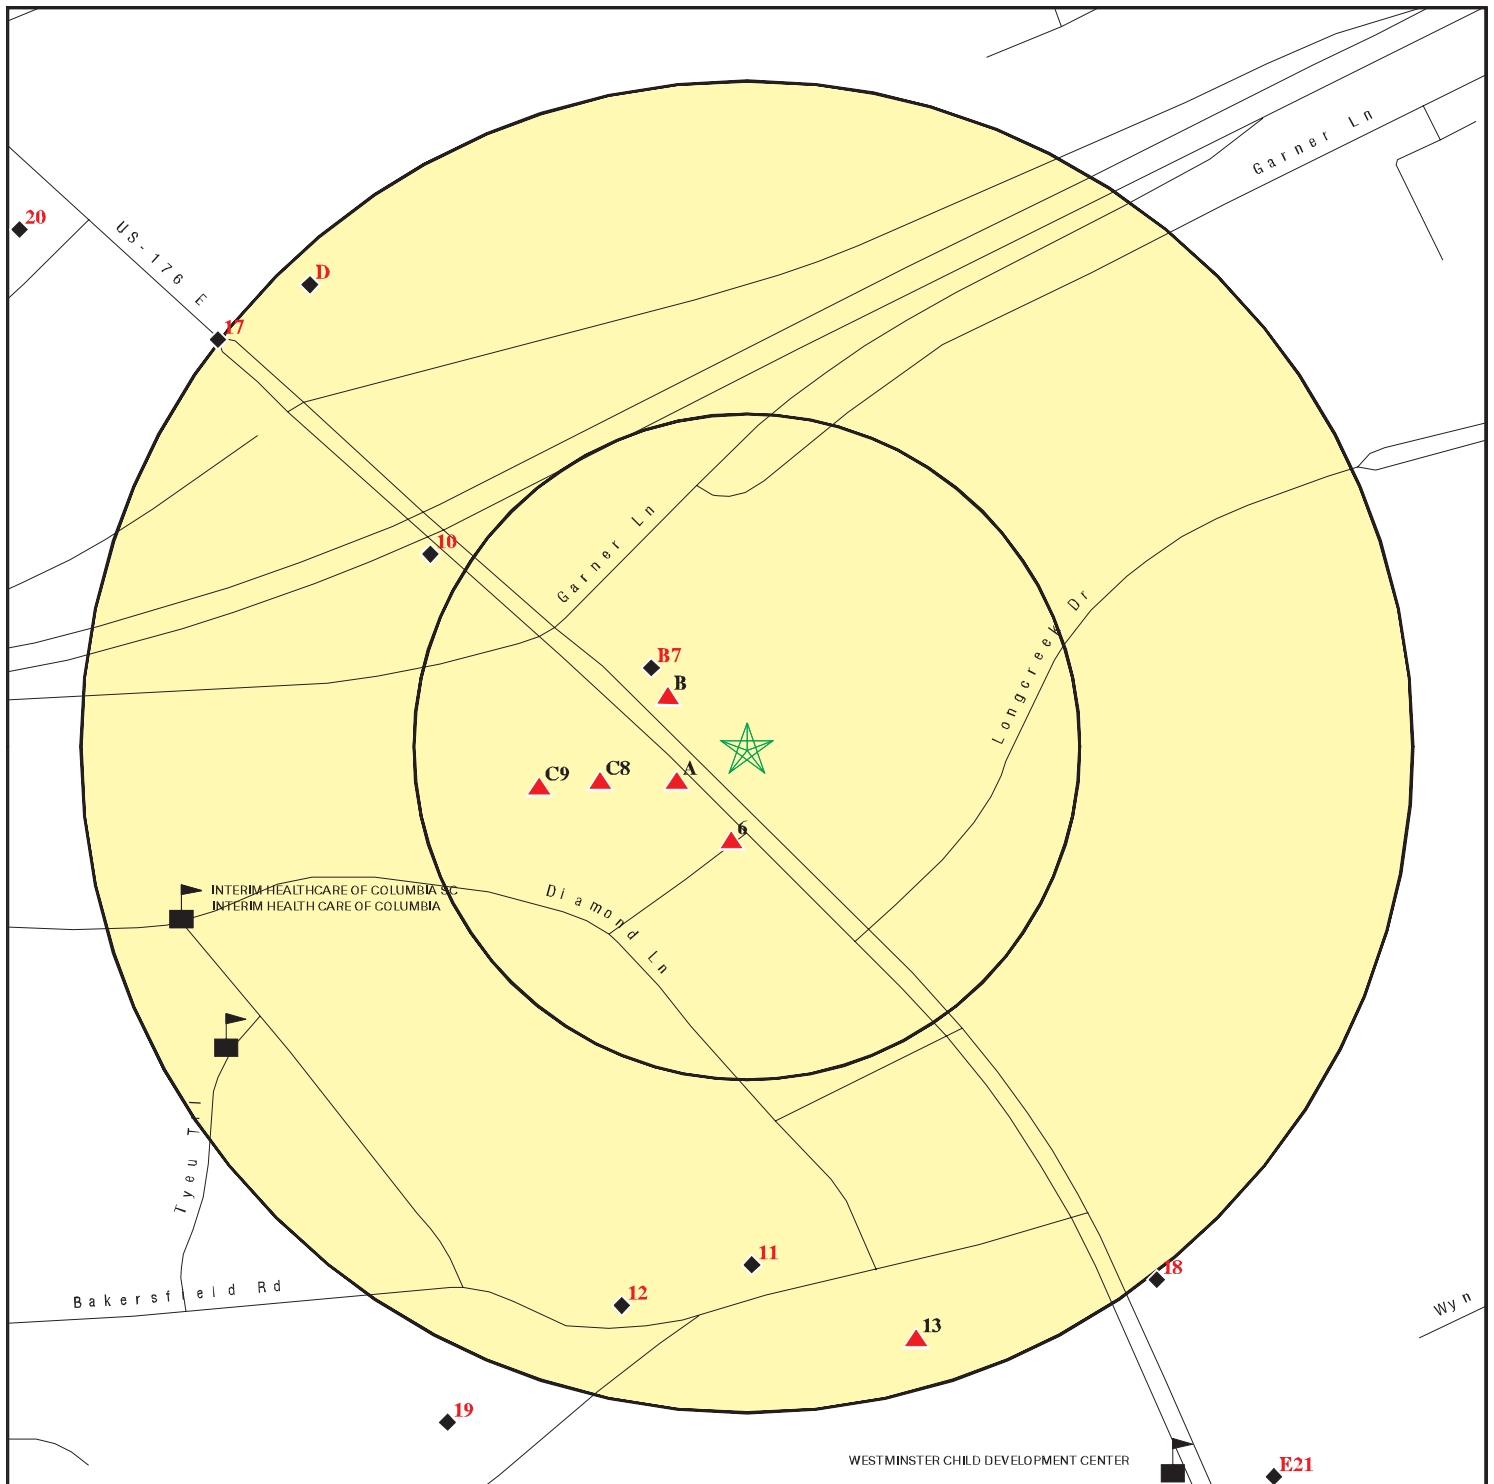 Garner Ln
20
US-176 E
D
17
10
Garner Ln
Longcreek Dr
B7
B
C9
C8
A
6
INTERIM HEALTHCARE OF COLUMBIA SC
INTERIM HEALTH CARE OF COLUMBIA
Diamond Ln
Tyeu Trl
11
18
Bakersfield Rd
12
Wyn
13
19
WESTMINSTER CHILD DEVELOPMENT CENTER
E21